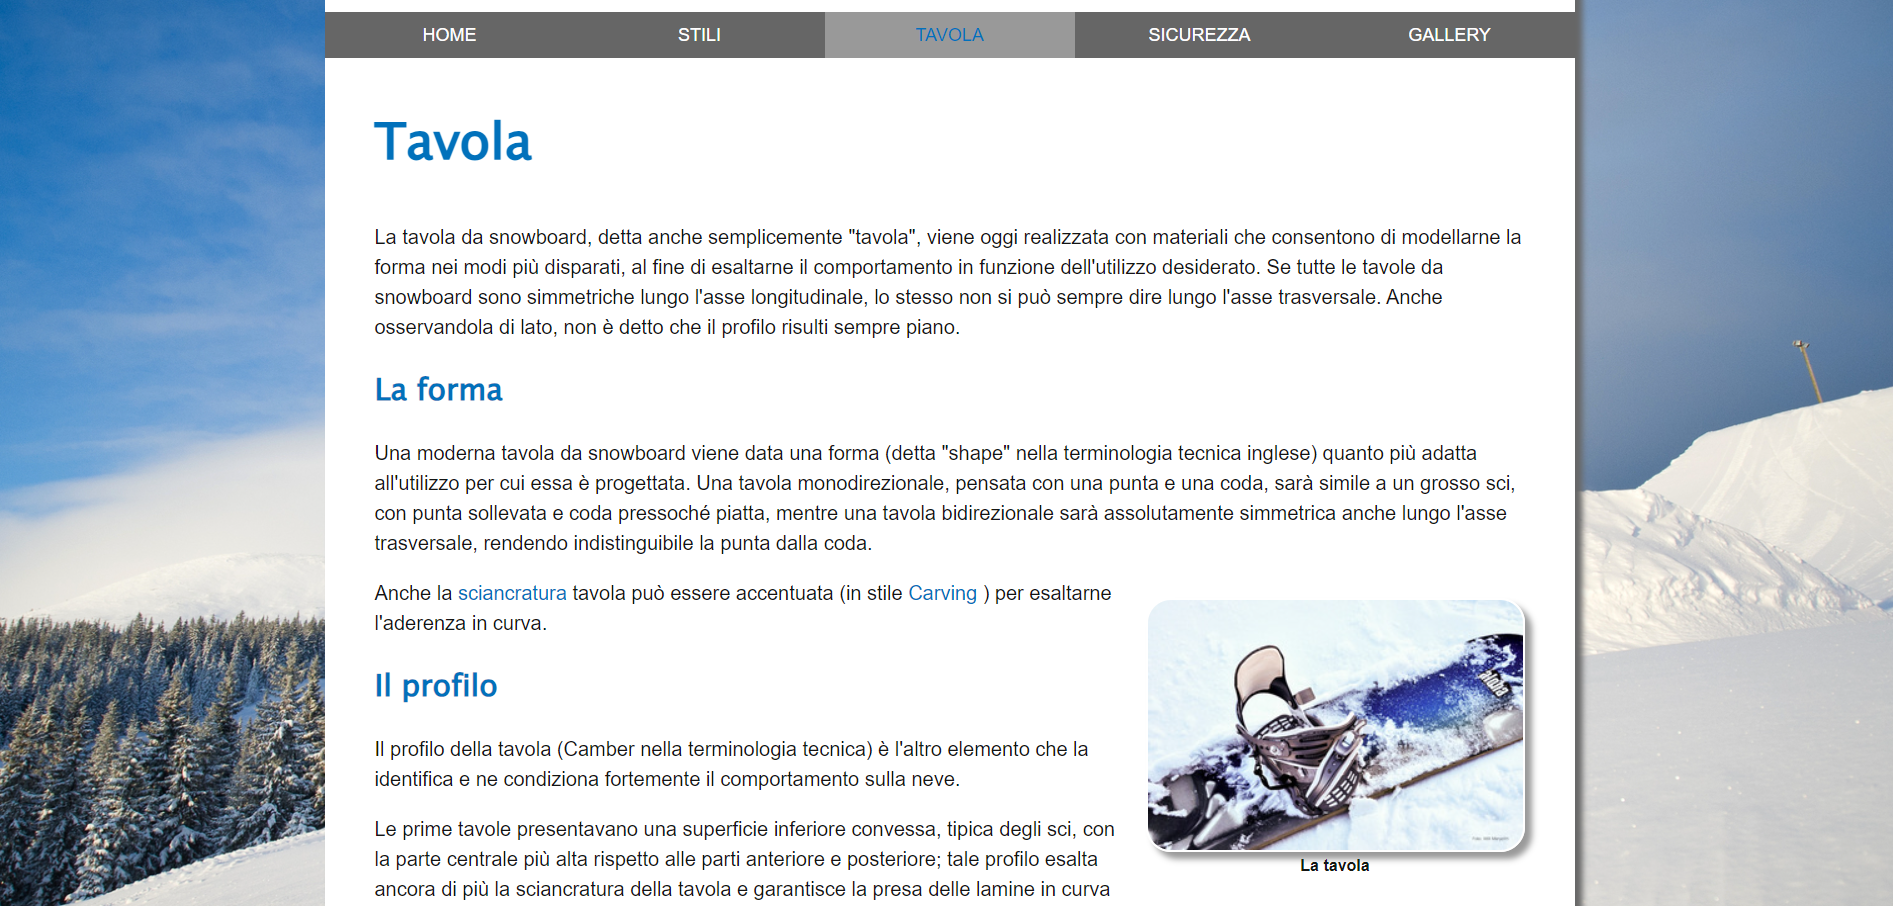 HOME STILI TAVOLA SICUREZZA GALLERY
Tavola
La tavola da snowboard, detta anche semplicemente "tavola", viene oggi realizzata con materiali che consentono di modellarne la
forma nei modi più disparati, al fine di esaltarne il comportamento in funzione dell'utilizzo desiderato. Se tutte le tavole da
snowboard sono simmetriche lungo l'asse longitudinale, lo stesso non si può sempre dire lungo l'asse trasversale. Anche
osservandola di lato, non è detto che il profilo risulti sempre piano.
La forma
Una moderna tavola da snowboard viene data una forma (detta "shape" nella terminologia tecnica inglese) quanto più adatta
all'utilizzo per cui essa è progettata. Una tavola monodirezionale, pensata con una punta e una coda, sarà simile a un grosso sci,
con punta sollevata e coda pressoché piatta, mentre una tavola bidirezionale sarà assolutamente simmetrica anche lungo l'asse
trasversale, rendendo indistinguibile la punta dalla coda.
Anche la sciancratura tavola può essere accentuata (in stile Carving ) per esaltarne
l'aderenza in curva.
Il profilo
Il profilo della tavola (Camber nella terminologia tecnica) è l'altro elemento che la
identifica e ne condiziona fortemente il comportamento sulla neve.
Le prime tavole presentavano una superficie inferiore convessa, tipica degli sci, con
la parte centrale più alta rispetto alle parti anteriore e posteriore; tale profilo esalta
ancora di più la sciancratura della tavola e garantisce la presa delle lamine in curva
alpha
La tavola